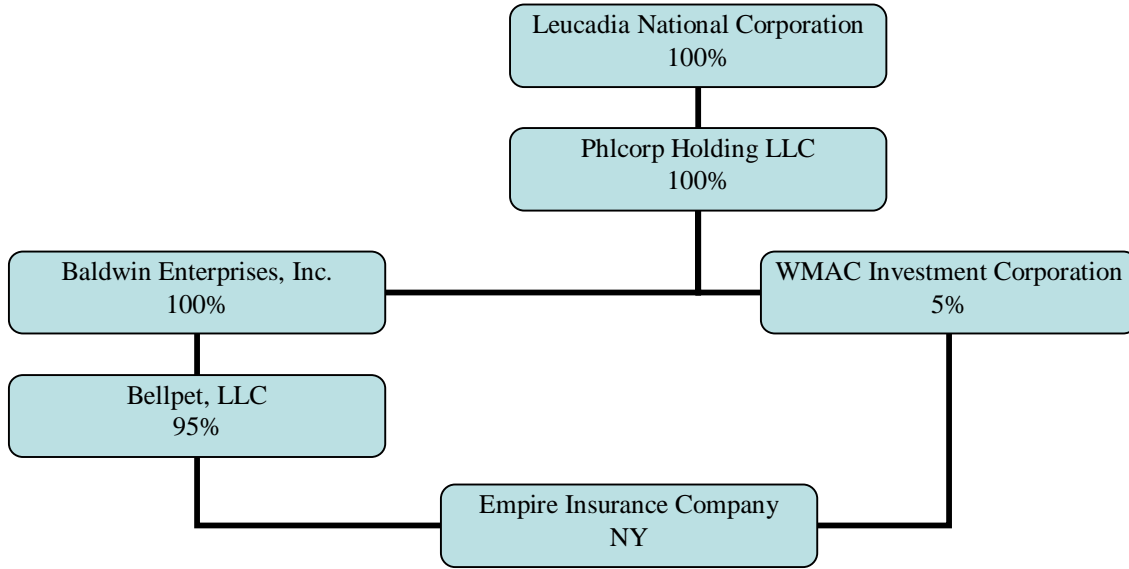 Leucadia National Corporation
100%
Phlcorp Holding LLC
100%
Baldwin Enterprises, Inc.
100%
WMAC Investment Corporation
5%
Bellpet, LLC
95%
Empire Insurance Company
NY